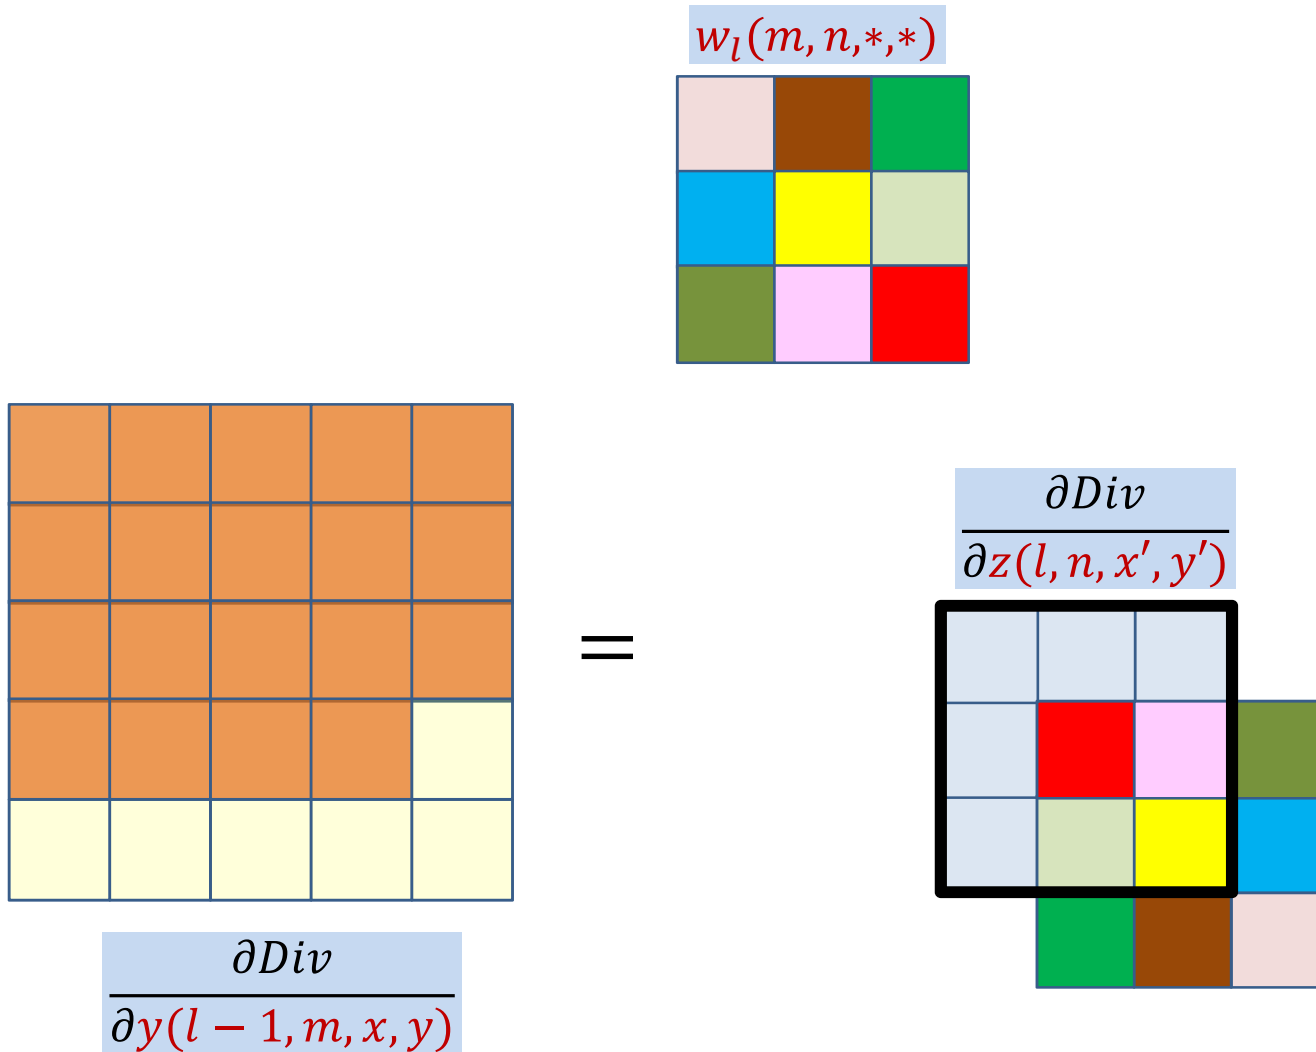 w_l(m, n,∗,∗)
∂Div
∂z(l, n, x′, y′)
=
∂Div
∂y(l − 1, m, x, y)